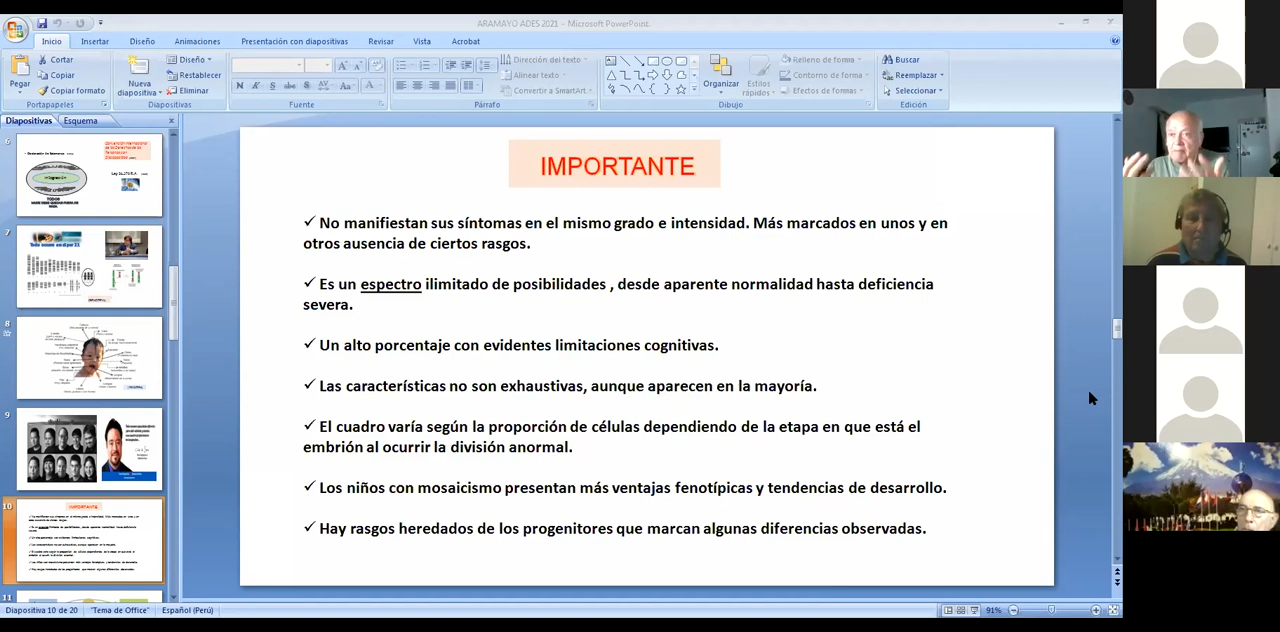 ARAMAYO ADES 2021 - Microsoft PowerPoint
Inicio Insertar Diseño Animaciones Presentación con diapositivas Revisar Vista Acrobat
Pegar
Cortar
Copiar
Copiar formato
Portapapeles
Nueva diapositiva
Diseño
Restablecer
Eliminar
Diapositivas
Fuente
Dirección del texto
Alinear texto
Convertir a SmartArt
Párrafo
Organizar
Estilos rápidos
Relleno de forma
Contorno de forma
Efectos de formas
Dibujo
Buscar
Reemplazar
Seleccionar
Edición
Diapositivas Esquema
6
7
8
9
10
11
IMPORTANTE
✓ No manifiestan sus síntomas en el mismo grado e intensidad. Más marcados en unos y en
otros ausencia de ciertos rasgos.
✓ Es un espectro ilimitado de posibilidades , desde aparente normalidad hasta deficiencia
severa.
✓ Un alto porcentaje con evidentes limitaciones cognitivas.
✓ Las características no son exhaustivas, aunque aparecen en la mayoría.
✓ El cuadro varía según la proporción de células dependiendo de la etapa en que está el
embrión al ocurrir la división anormal.
✓ Los niños con mosaicismo presentan más ventajas fenotípicas y tendencias de desarrollo.
✓ Hay rasgos heredados de los progenitores que marcan algunas diferencias observadas.
Diapositiva 10 de 20 "Tema de Office" Español (Perú) 91%